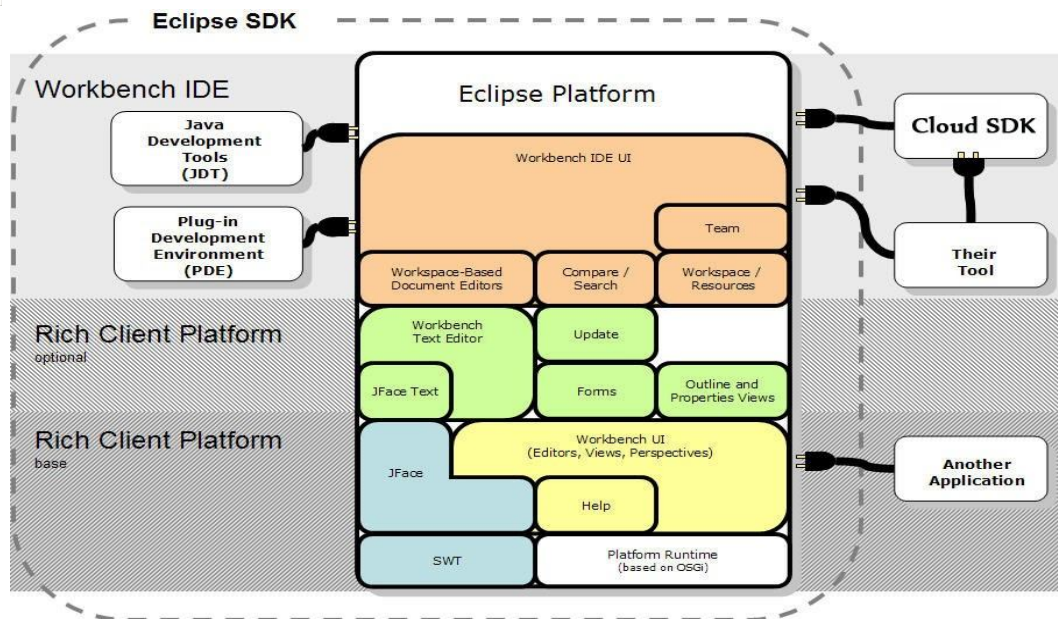 Eclipse SDK
Workbench IDE
Eclipse Platform
Java
Development
Tools
(JDT)
Cloud SDK
Workbench IDE UI
Plug-in
Development
Environment
(PDE)
Team
Their
Tool
Workspace-Based
Document Editors
Compare /
Search
Workspace /
Resources
Rich Client Platform
optional
Workbench
Text Editor
Update
JFace Text
Forms
Outline and
Properties Views
Rich Client Platform
base
Workbench UI
(Editors, Views, Perspectives)
JFace
Another
Application
Help
SWT
Platform Runtime
(based on OSGi)